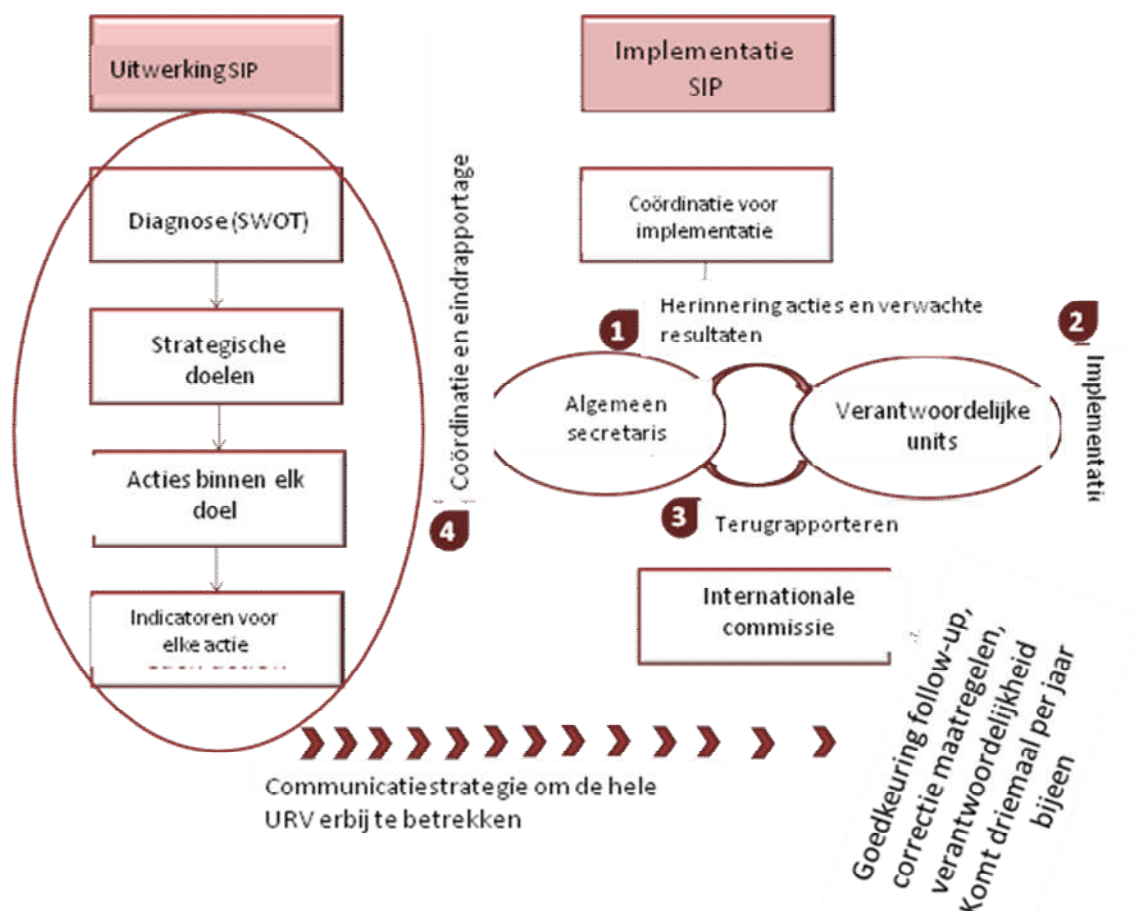 Uitwerking SIP
Diagnose (SWOT)
Strategische
doelen
Acties binnen elk
doel
Indicatoren voor
elke actie
Coördinatie en eindrapportage
4
Implementatie
SIP
Coördinatie voor
implementatie
1
Herinnering acties en verwachte
resultaten
2
Implementatie
Algemeen
secretaris
Verantwoordelijke
units
3
Terugrapporteren
Internationale
commissie
Goedkeuring follow-up,
correctie maatregelen,
verantwoordelijkheid
Komt driemaal per jaar
bijeen
Communicatiestrategie om de hele
URV erbij te betrekken